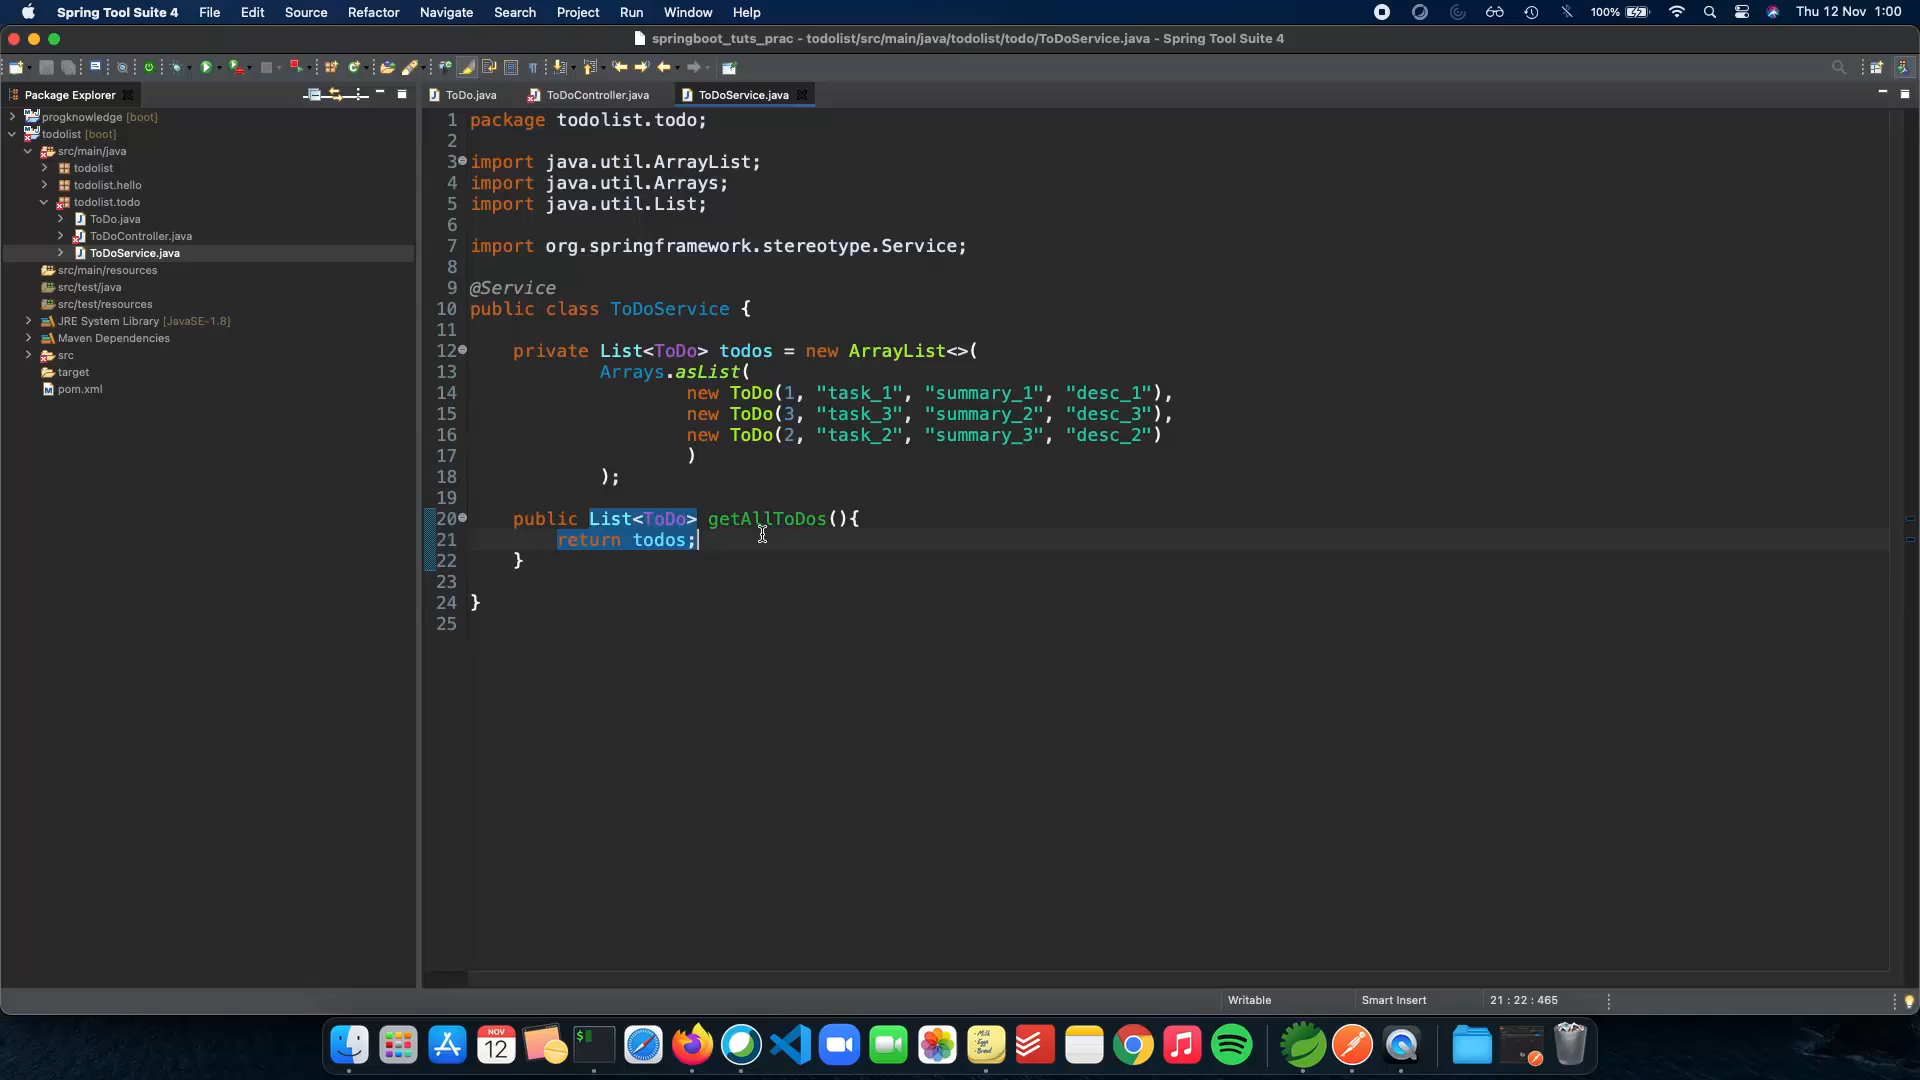 Spring Tool Suite 4 File Edit Source Refactor Navigate Search Project Run Window Help 100% Thu 12 Nov 1:00
springboot_tuts_prac - todolist/src/main/java/todolist/todo/ToDoService.java - Spring Tool Suite 4
Package Explorer
progknowledge [boot]
todolist [boot]
src/main/java
todolist
todolist.hello
todolist.todo
ToDo.java
ToDoController.java
ToDoService.java
src/main/resources
src/test/java
src/test/resources
JRE System Library [JavaSE-1.8]
Maven Dependencies
src
target
pom.xml
ToDo.java ToDoController.java ToDoService.java
1 package todolist.todo;
2
3 import java.util.ArrayList;
4 import java.util.Arrays;
5 import java.util.List;
6
7 import org.springframework.stereotype.Service;
8
9 @Service
10 public class ToDoService {
11
12 private List<ToDo> todos = new ArrayList<>(
13 Arrays.asList(
14 new ToDo(1, "task_1", "summary_1", "desc_1"),
15 new ToDo(3, "task_3", "summary_2", "desc_3"),
16 new ToDo(2, "task_2", "summary_3", "desc_2")
17 )
18 );
19
20 public List<ToDo> getAllToDos(){
21 return todos;
22 }
23
24 }
25
Writable Smart Insert 21 : 22 : 465
NOV
12